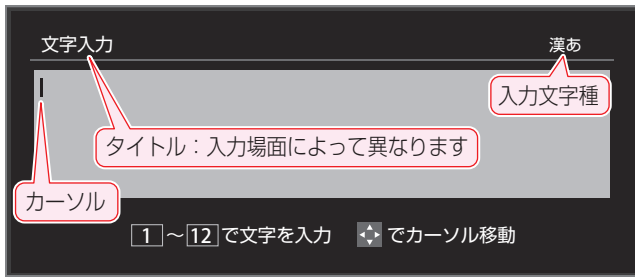 文字入力
漢あ
入力文字種
タイトル：入力場面によって異なります
カーソル
1～12で文字を入力 でカーソル移動